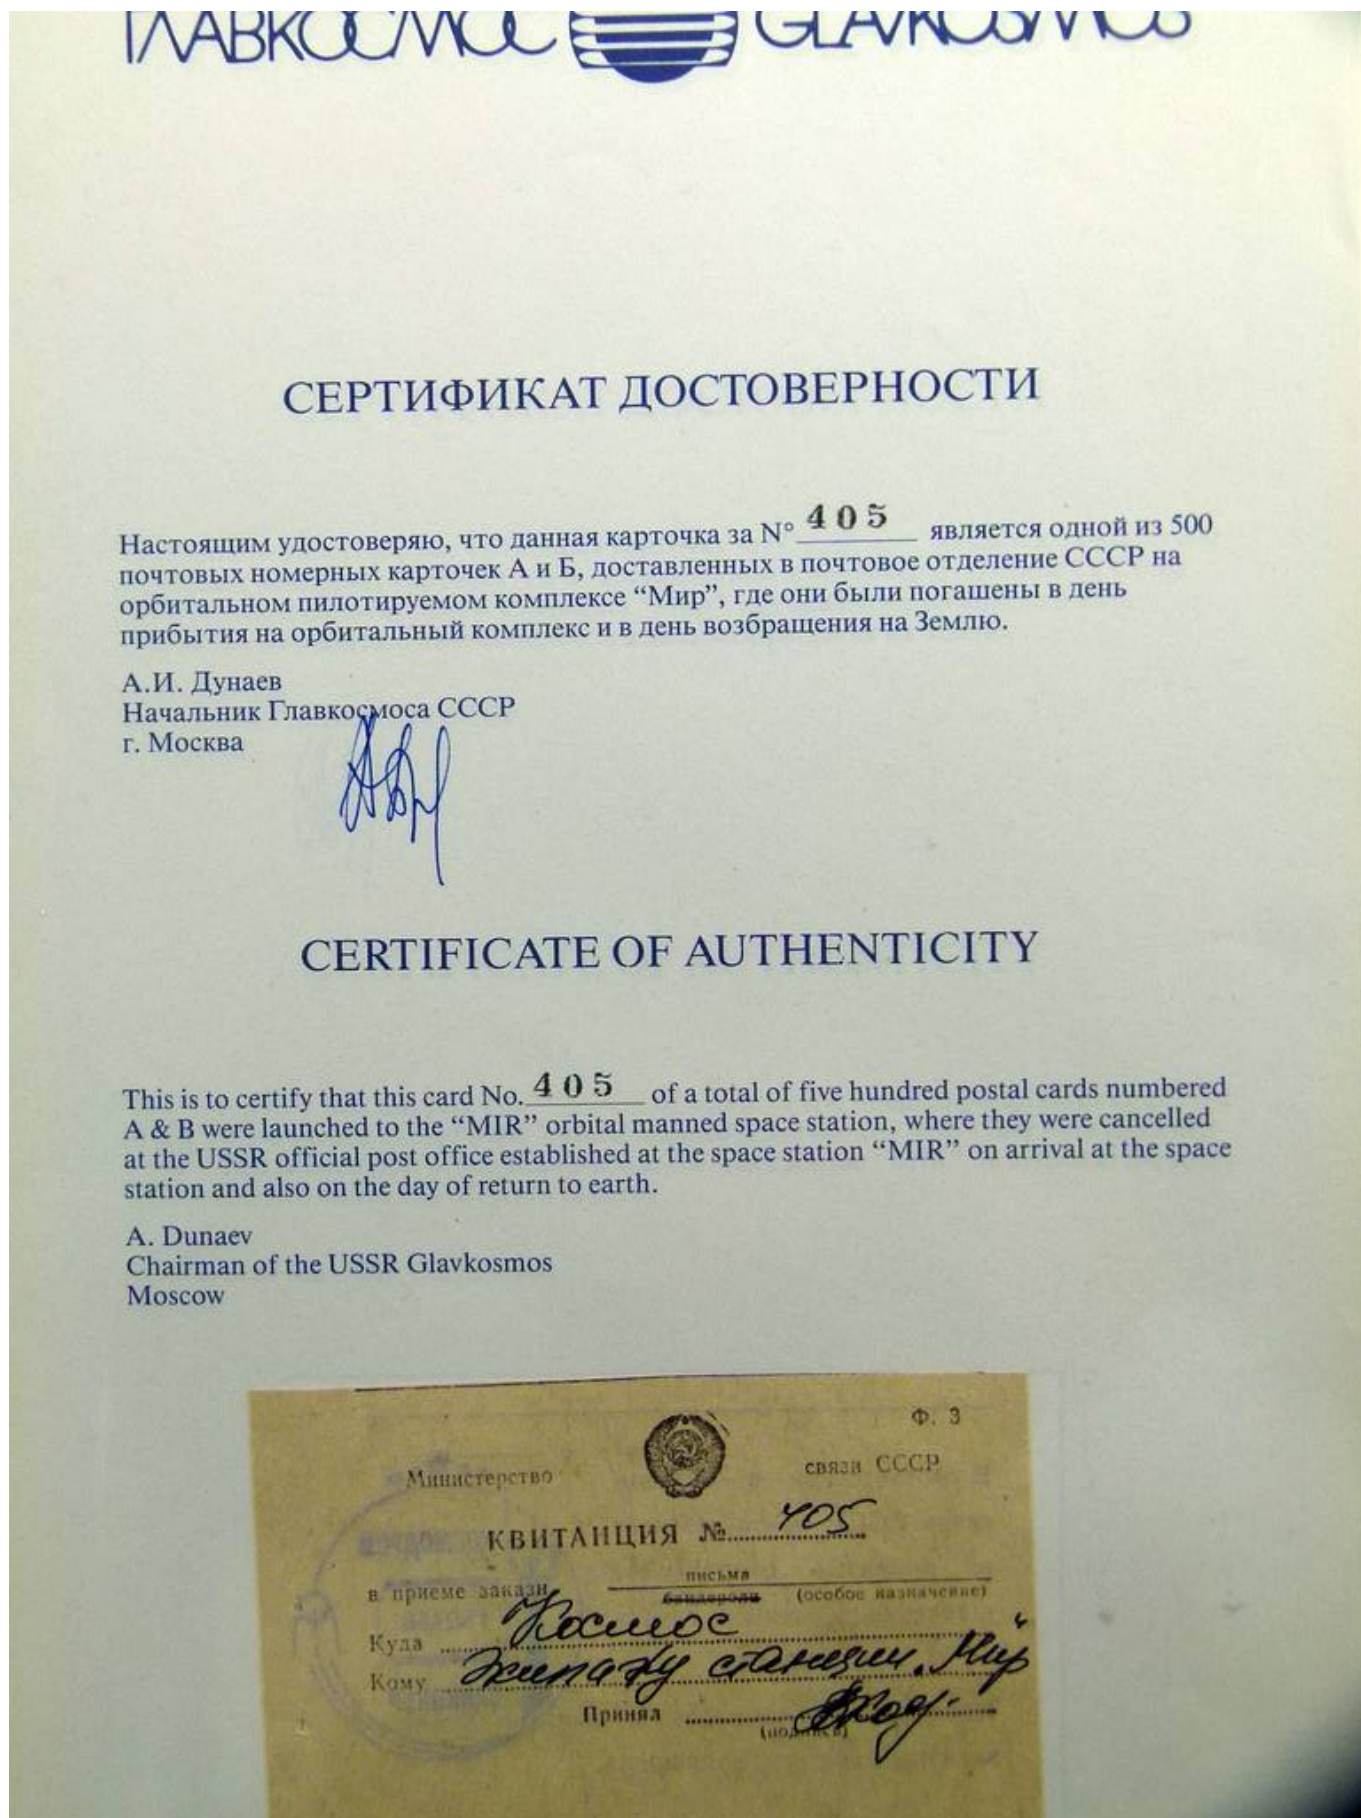 ГЛАВКОСМОС GLAVKOSMOS
СЕРТИФИКАТ ДОСТОВЕРНОСТИ
Настоящим удостоверяю, что данная карточка за N° 405 является одной из 500
почтовых номерных карточек А и Б, доставленных в почтовое отделение СССР на
орбитальном пилотируемом комплексе “Мир”, где они были погашены в день
прибытия на орбитальный комплекс и в день возбращения на Землю.
А.И. Дунаев
Начальник Главкосмоса СССР
г. Москва
CERTIFICATE OF AUTHENTICITY
This is to certify that this card No. 405 of a total of five hundred postal cards numbered
A & B were launched to the “MIR” orbital manned space station, where they were cancelled
at the USSR official post office established at the space station “MIR” on arrival at the space
station and also on the day of return to earth.
A. Dunaev
Chairman of the USSR Glavkosmos
Moscow
Ф. 3
Министерство связи СССР
КВИТАНЦИЯ № 405
письма
в приеме заказн. бандероли (особое назначение)
Куда Космос
Кому Экипажу станции „Мир“
Принял
(подпись)